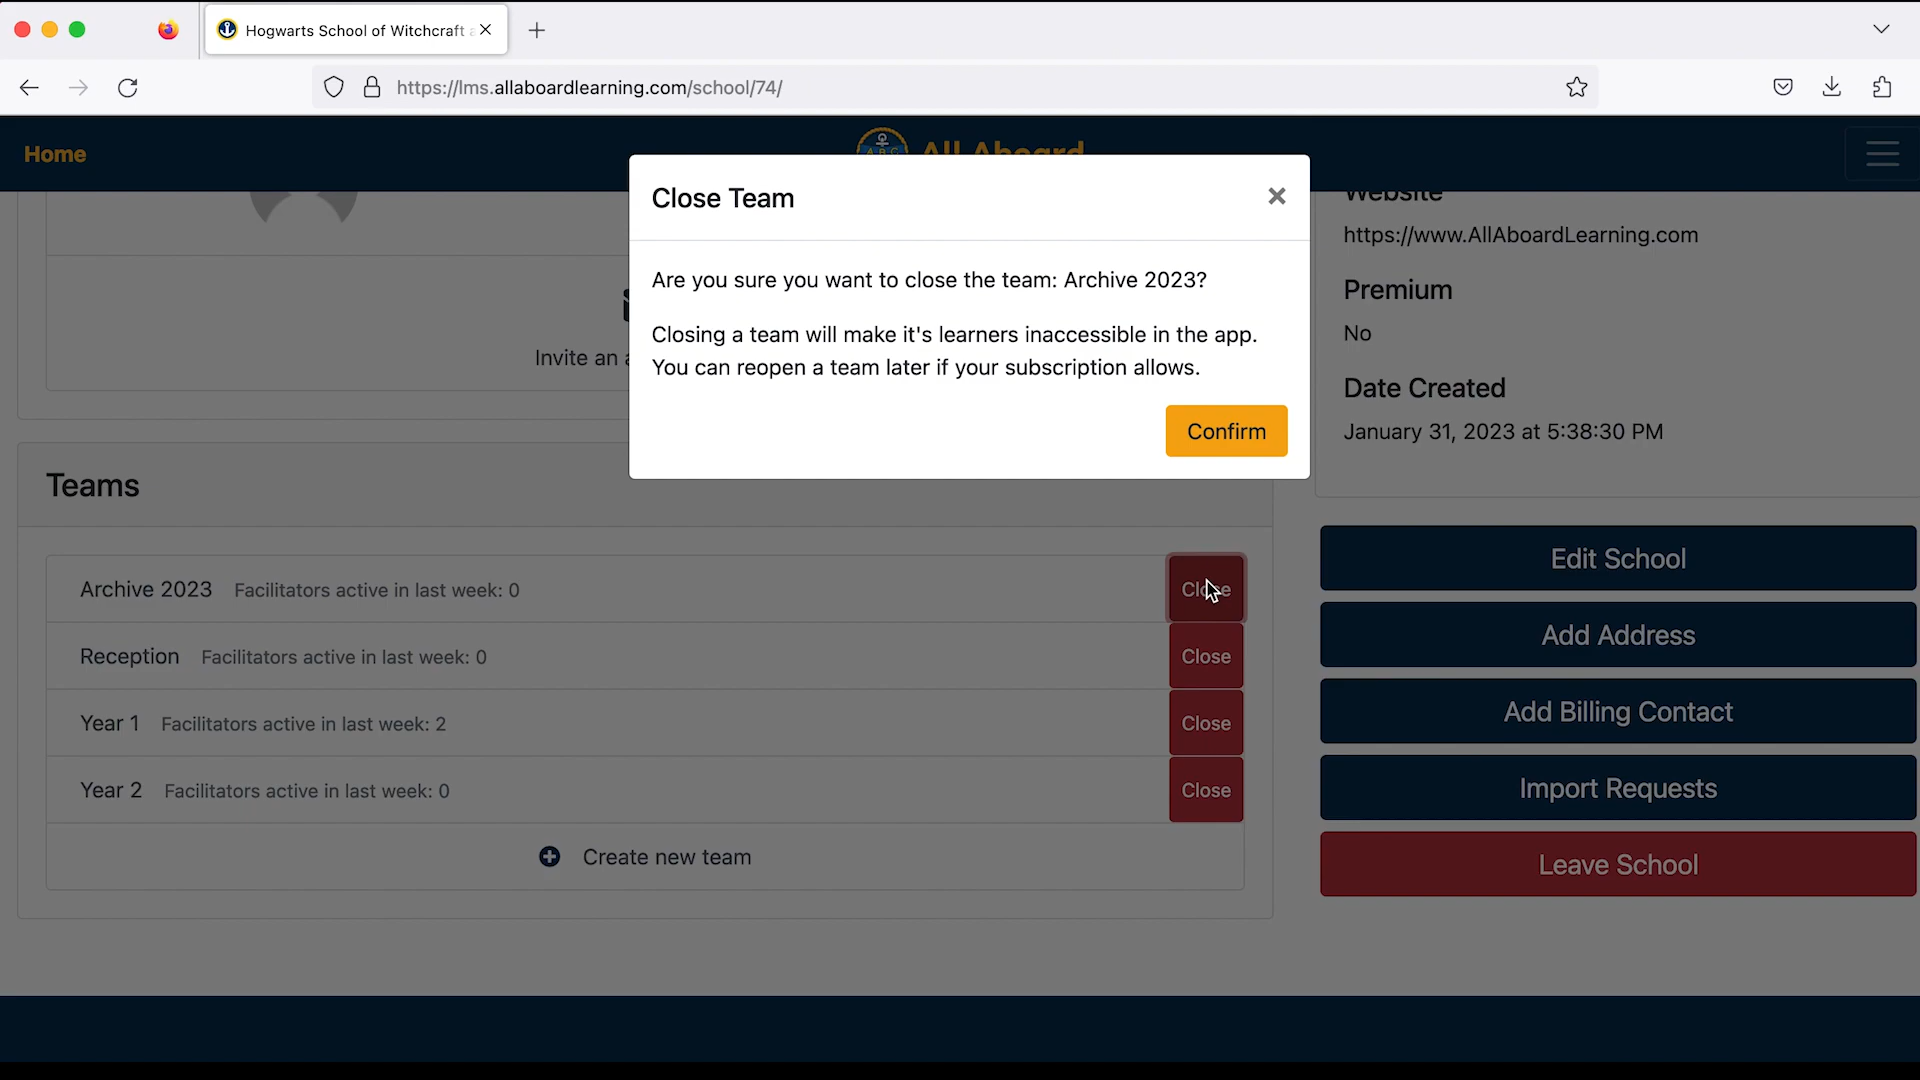 Hogwarts School of Witchcraft a
https://lms.allaboardlearning.com/school/74/
Home
All Aboard
ABC
Close Team
Are you sure you want to close the team: Archive 2023?
Closing a team will make it's learners inaccessible in the app.
You can reopen a team later if your subscription allows.
Confirm
Invite an a
Website
https://www.AllAboardLearning.com
Premium
No
Date Created
January 31, 2023 at 5:38:30 PM
Teams
Archive 2023 Facilitators active in last week: 0 Close
Reception Facilitators active in last week: 0 Close
Year 1 Facilitators active in last week: 2 Close
Year 2 Facilitators active in last week: 0 Close
Create new team
Edit School
Add Address
Add Billing Contact
Import Requests
Leave School